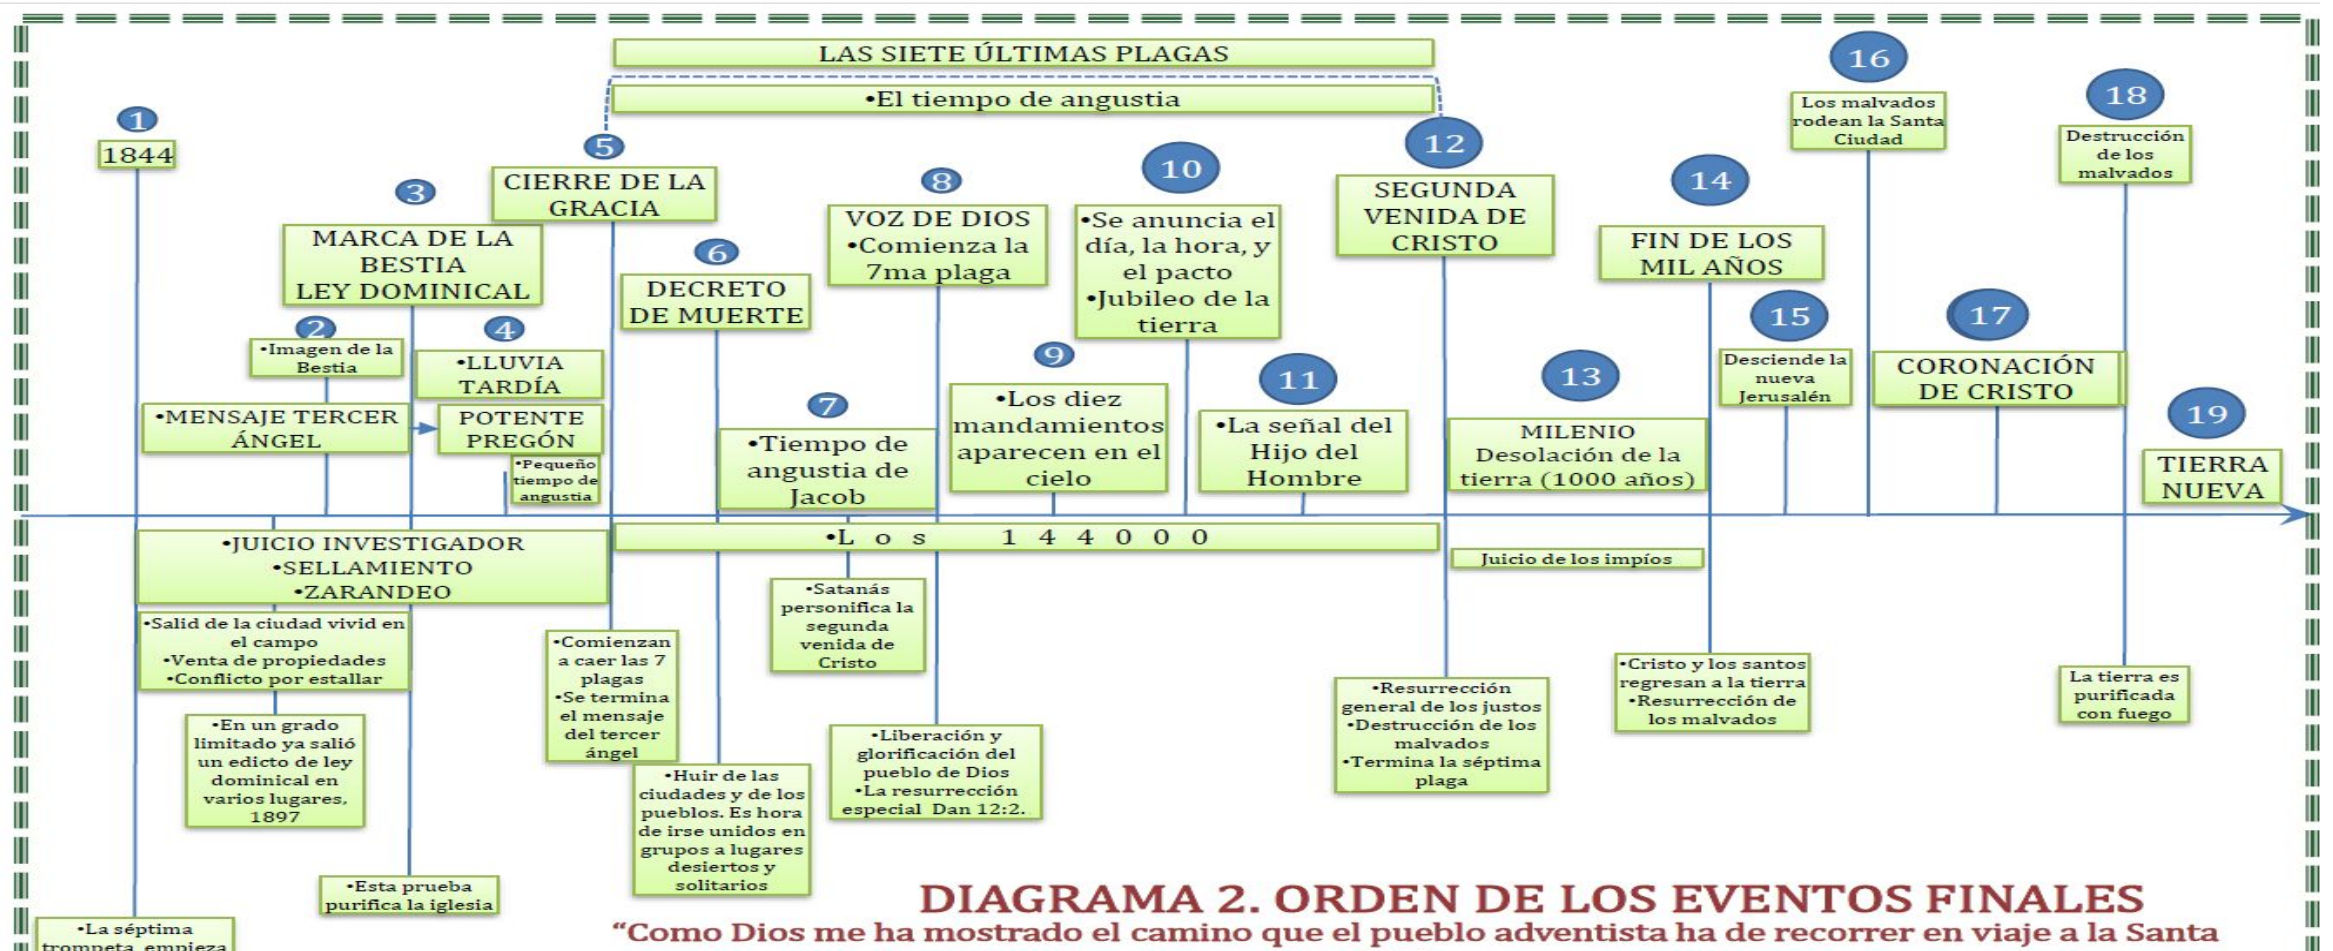 LAS SIETE ÚLTIMAS PLAGAS
•El tiempo de angustia
1
1844
2
•Imagen de la
Bestia
•MENSAJE TERCER
ÁNGEL
3
MARCA DE LA
BESTIA
LEY DOMINICAL
4
•LLUVIA
TARDÍA
POTENTE
PREGÓN
•Pequeño
tiempo de
angustia
5
CIERRE DE LA
GRACIA
6
DECRETO
DE MUERTE
7
•Tiempo de
angustia de
Jacob
8
VOZ DE DIOS
•Comienza la
7ma plaga
9
•Los diez
mandamientos
aparecen en el
cielo
10
•Se anuncia el
día, la hora, y
el pacto
•Jubileo de la
tierra
11
•La señal del
Hijo del
Hombre
12
SEGUNDA
VENIDA DE
CRISTO
13
MILENIO
Desolación de la
tierra (1000 años)
14
FIN DE LOS
MIL AÑOS
15
Desciende la
nueva
Jerusalén
16
Los malvados
rodean la Santa
Ciudad
17
CORONACIÓN
DE CRISTO
18
Destrucción
de los
malvados
19
TIERRA
NUEVA
•JUICIO INVESTIGADOR
•SELLAMIENTO
•ZARANDEO
•Los 144000
Juicio de los impíos
•Salid de la ciudad vivid en
el campo
•Venta de propiedades
•Conflicto por estallar
•En un grado
limitado ya salió
un edicto de ley
dominical en
varios lugares,
1897
•Esta prueba
purifica la iglesia
•La séptima
trompeta empieza
•Comienzan
a caer las 7
plagas
•Se termina
el mensaje
del tercer
ángel
•Huir de las
ciudades y de los
pueblos. Es hora
de irse unidos en
grupos a lugares
desiertos y
solitarios
•Satanás
personifica la
segunda
venida de
Cristo
•Liberación y
glorificación del
pueblo de Dios
•La resurrección
especial Dan 12:2.
•Resurrección
general de los justos
•Destrucción de los
malvados
•Termina la séptima
plaga
•Cristo y los santos
regresan a la tierra
•Resurrección de
los malvados
La tierra es
purificada
con fuego
DIAGRAMA 2. ORDEN DE LOS EVENTOS FINALES
“Como Dios me ha mostrado el camino que el pueblo adventista ha de recorrer en viaje a la Santa